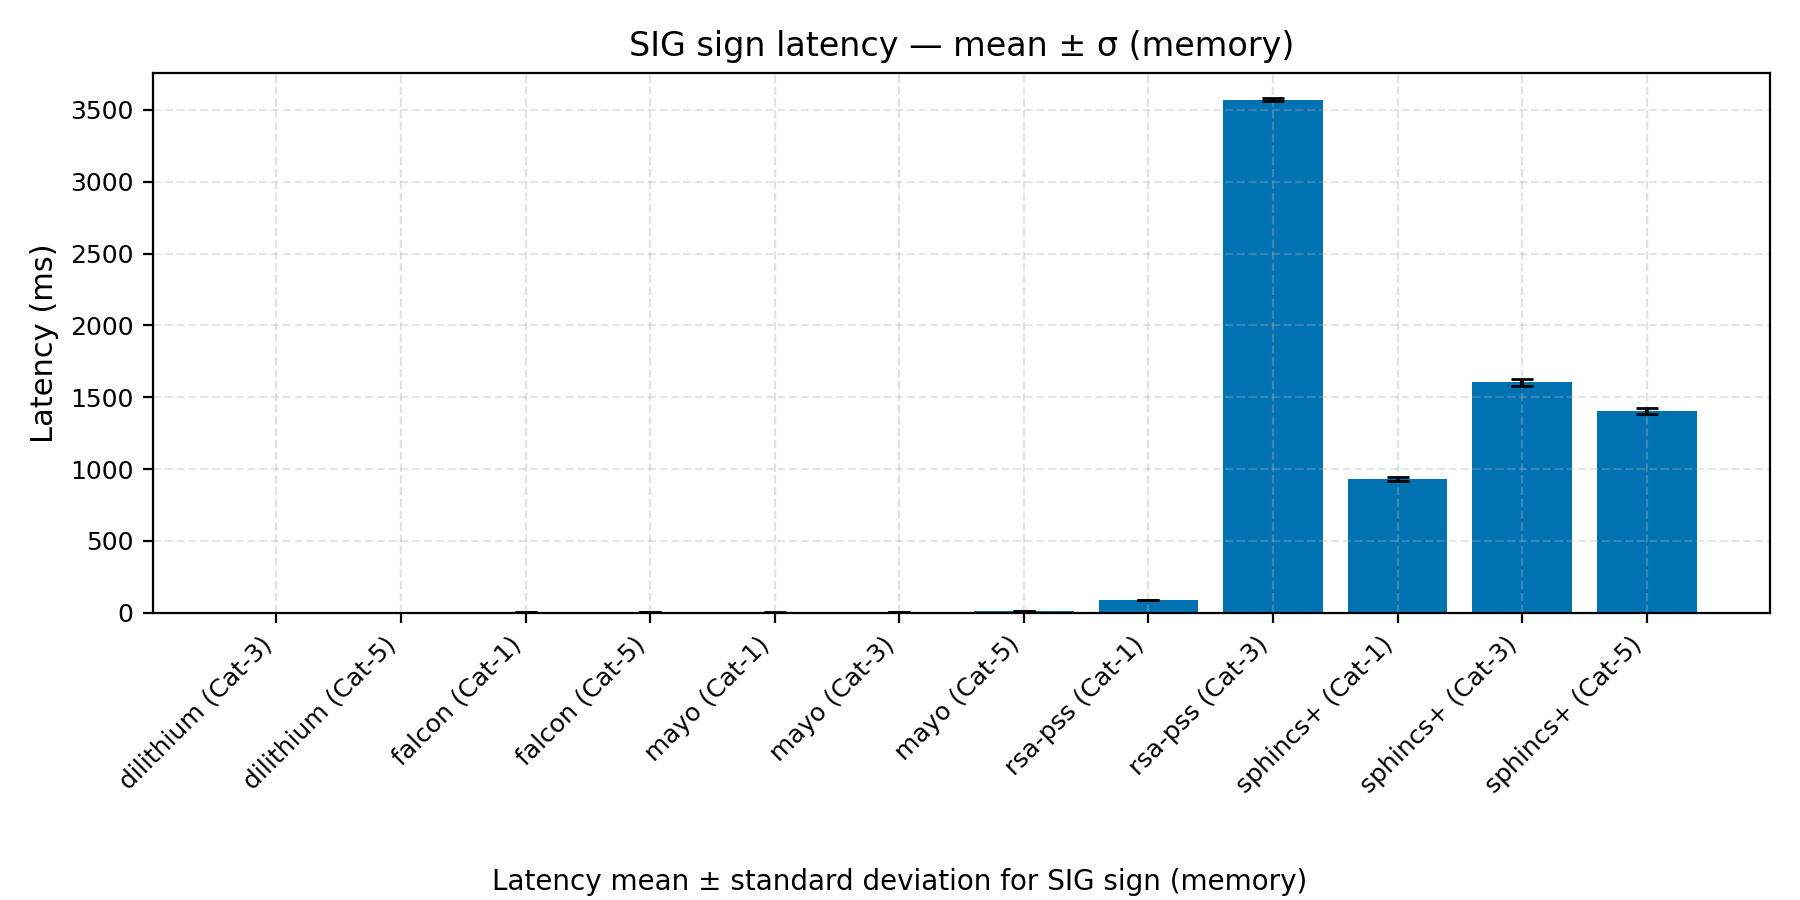 SIG sign latency — mean ± σ (memory)
Latency (ms)
3500
3000
2500
2000
1500
1000
500
0
dilithium (Cat-3)
dilithium (Cat-5)
falcon (Cat-1)
falcon (Cat-5)
mayo (Cat-1)
mayo (Cat-3)
mayo (Cat-5)
rsa-pss (Cat-1)
rsa-pss (Cat-3)
sphincs+ (Cat-1)
sphincs+ (Cat-3)
sphincs+ (Cat-5)
Latency mean ± standard deviation for SIG sign (memory)